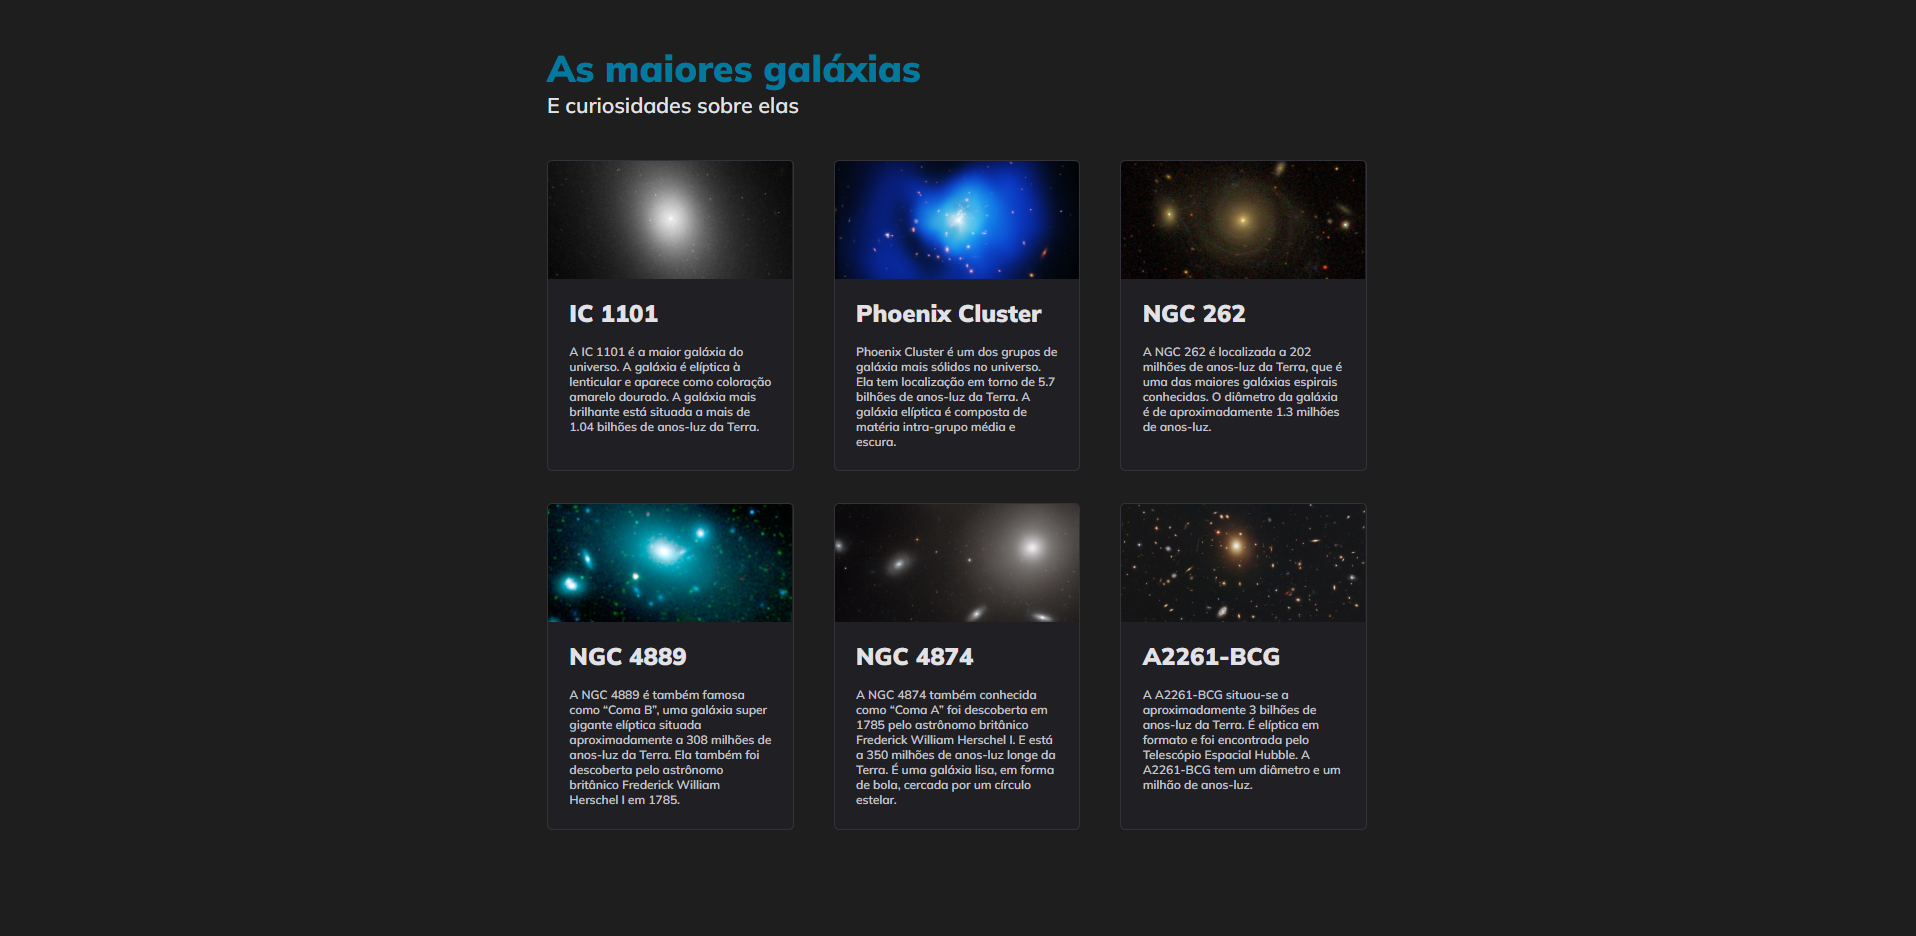 As maiores galáxias
E curiosidades sobre elas
IC 1101
A IC 1101 é a maior galáxia do
universo. A galáxia é elíptica à
lenticular e aparece como coloração
amarelo dourado. A galáxia mais
brilhante está situada a mais de
1.04 bilhões de anos-luz da Terra.
Phoenix Cluster
Phoenix Cluster é um dos grupos de
galáxia mais sólidos no universo.
Ela tem localização em torno de 5.7
bilhões de anos-luz da Terra. A
galáxia elíptica é composta de
matéria intra-grupo média e
escura.
NGC 262
A NGC 262 é localizada a 202
milhões de anos-luz da Terra, que é
uma das maiores galáxias espirais
conhecidas. O diâmetro da galáxia
é de aproximadamente 1.3 milhões
de anos-luz.
NGC 4889
A NGC 4889 é também famosa
como “Coma B”, uma galáxia super
gigante elíptica situada
aproximadamente a 308 milhões de
anos-luz da Terra. Ela também foi
descoberta pelo astrônomo
britânico Frederick William
Herschel I em 1785.
NGC 4874
A NGC 4874 também conhecida
como “Coma A” foi descoberta em
1785 pelo astrônomo britânico
Frederick William Herschel I. E está
a 350 milhões de anos-luz longe da
Terra. É uma galáxia lisa, em forma
de bola, cercada por um círculo
estelar.
A2261-BCG
A A2261-BCG situou-se a
aproximadamente 3 bilhões de
anos-luz da Terra. É elíptica em
formato e foi encontrada pelo
Telescópio Espacial Hubble. A
A2261-BCG tem um diâmetro e um
milhão de anos-luz.